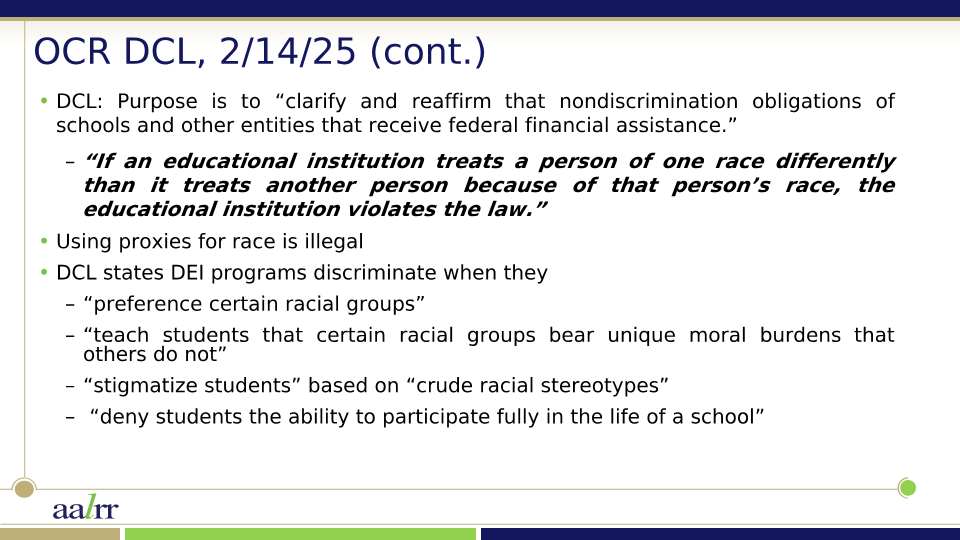 OCR DCL, 2/14/25 (cont.)
• DCL: Purpose is to “clarify and reaffirm that nondiscrimination obligations of
schools and other entities that receive federal financial assistance.”
– “If an educational institution treats a person of one race differently
than it treats another person because of that person’s race, the
educational institution violates the law.”
• Using proxies for race is illegal
• DCL states DEI programs discriminate when they
– “preference certain racial groups”
– “teach students that certain racial groups bear unique moral burdens that
others do not”
– “stigmatize students” based on “crude racial stereotypes”
– “deny students the ability to participate fully in the life of a school”
aalrr